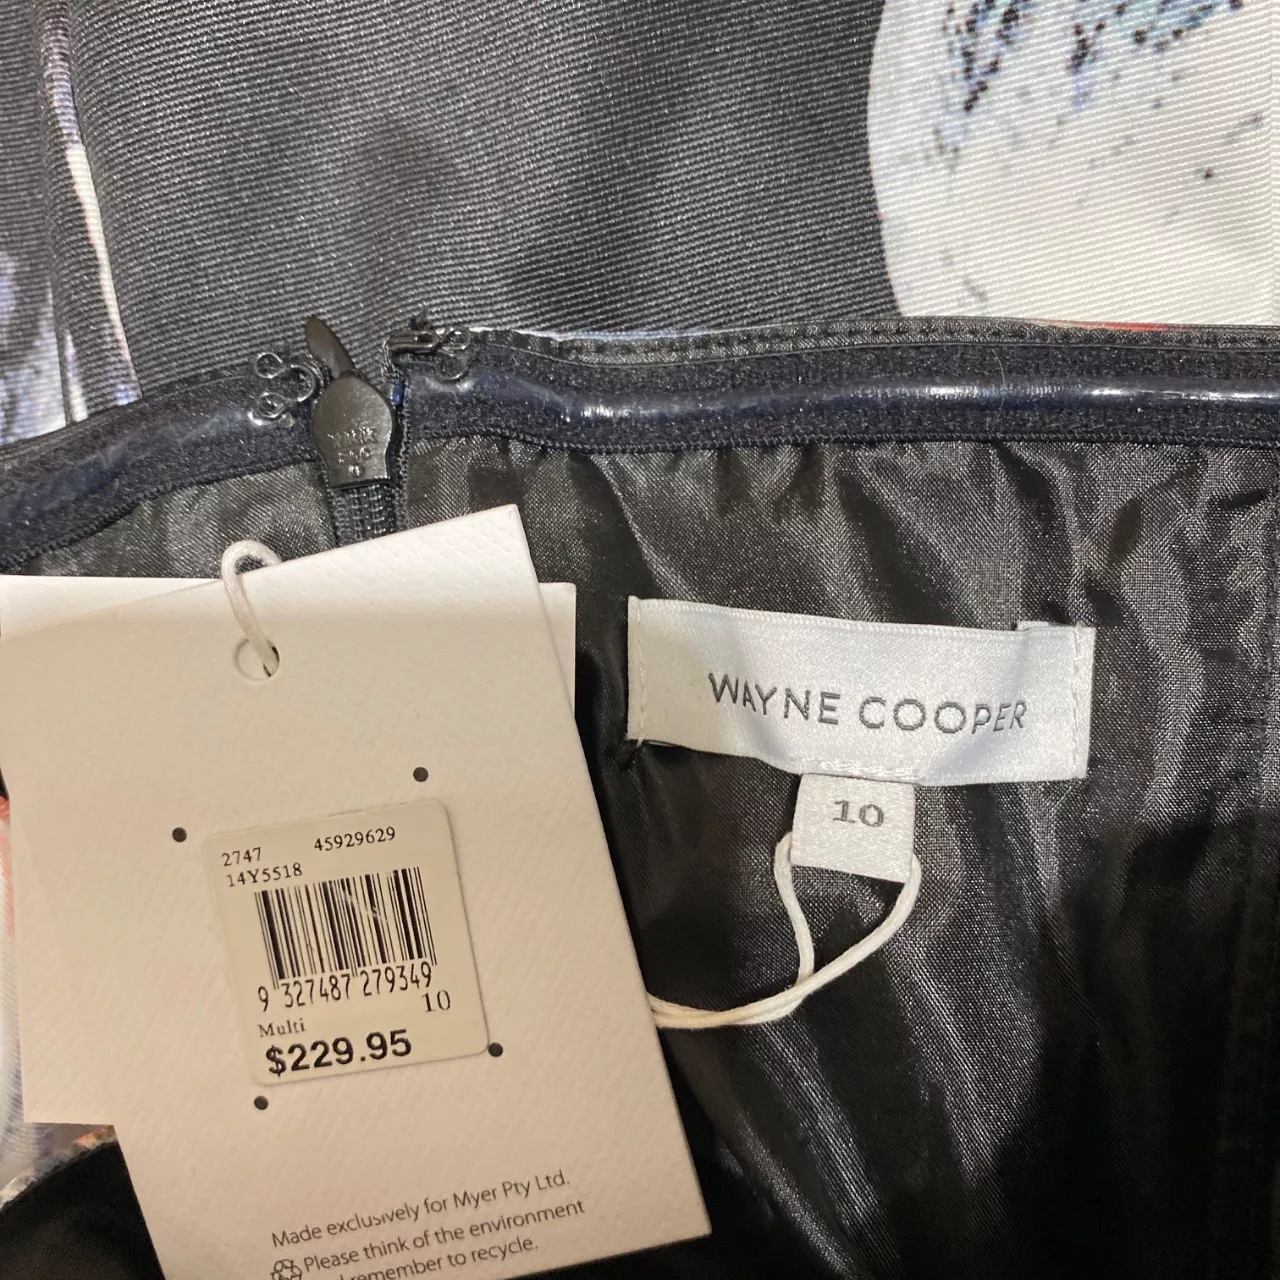 WAYNE COOPER
10
2747 45929629
14Y5518
9 327487 279349
10
Multi
$229.95
Made exclusively for Myer Pty Ltd.
Please think of the environment
remember to recycle.